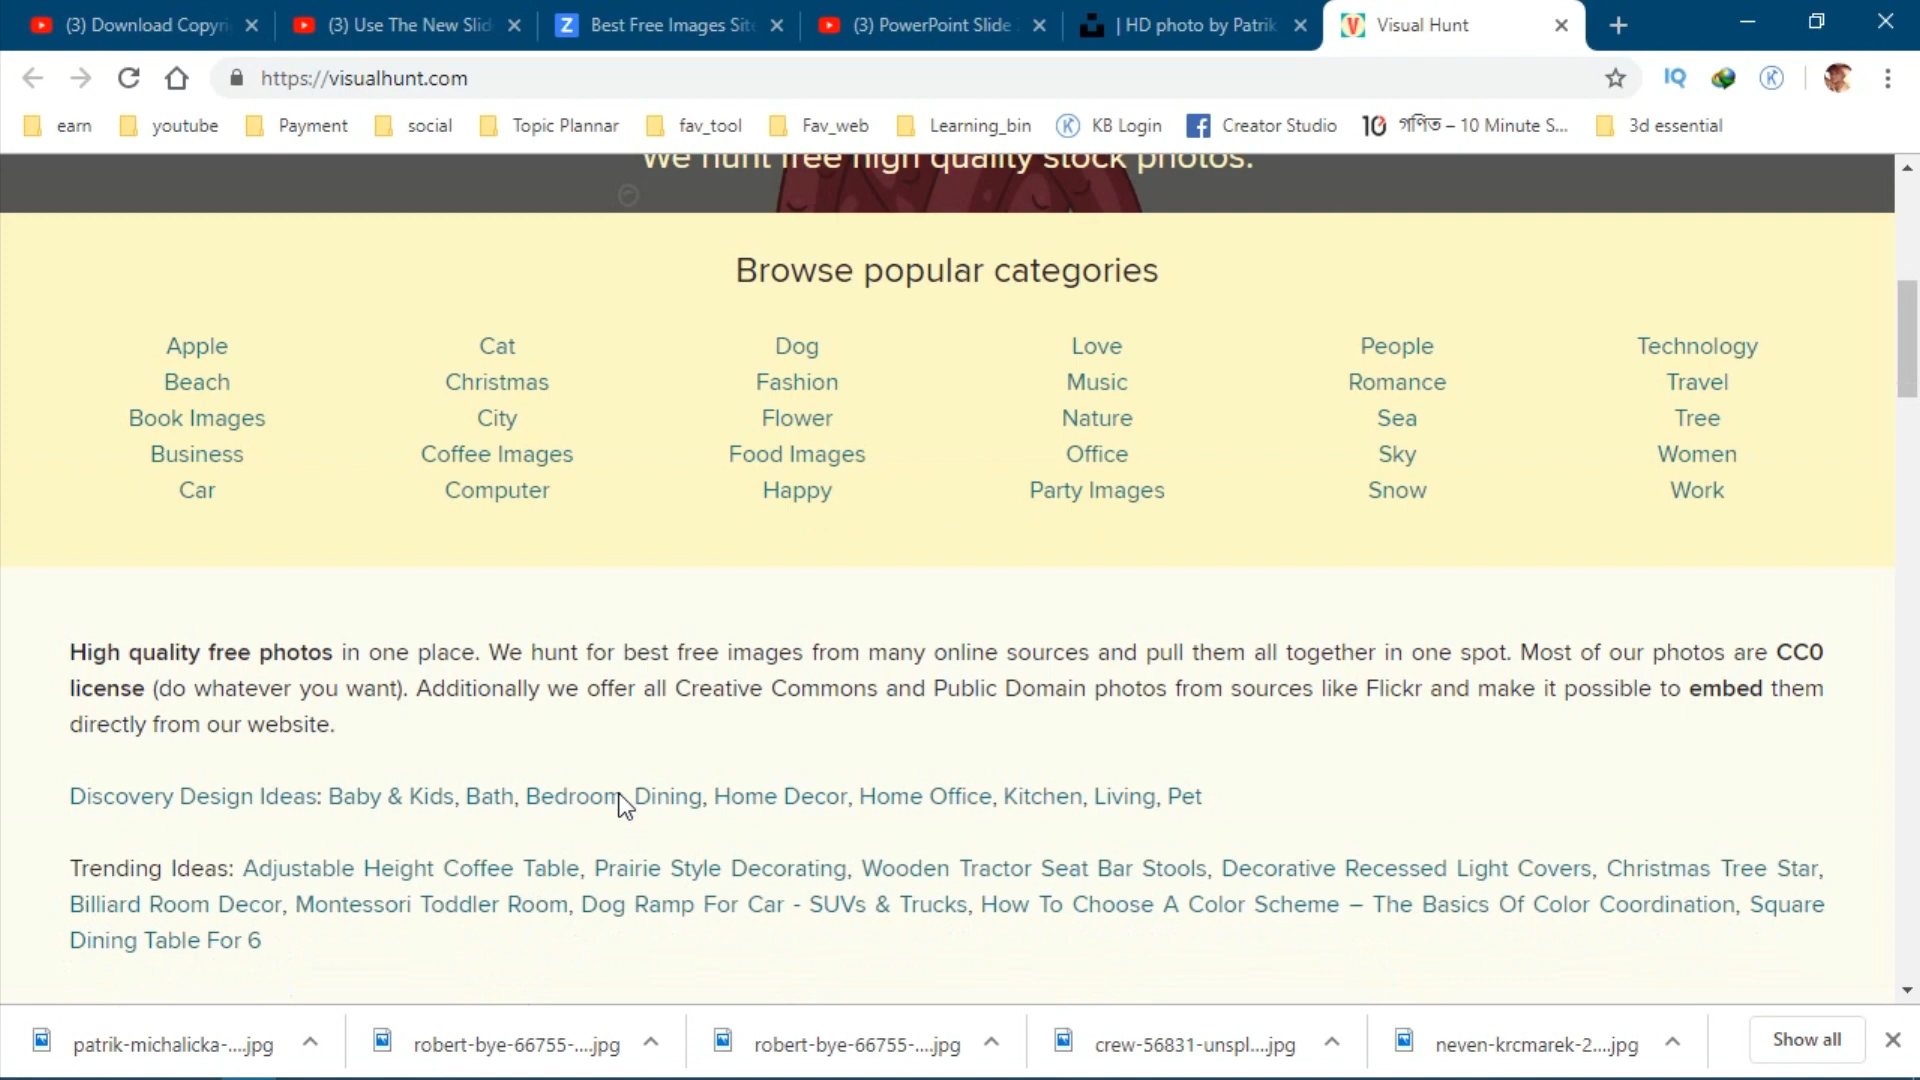 (3) Download Copyri
(3) Use The New Slid
Best Free Images Site
(3) PowerPoint Slide
| HD photo by Patrik
Visual Hunt
https://visualhunt.com
IQ
earn
youtube
Payment
social
Topic Plannar
fav_tool
Fav_web
Learning_bin
KB Login
Creator Studio
10 গণিত – 10 Minute S...
3d essential
We hunt free high quality stock photos.
Browse popular categories
Apple Cat Dog Love People Technology
Beach Christmas Fashion Music Romance Travel
Book Images City Flower Nature Sea Tree
Business Coffee Images Food Images Office Sky Women
Car Computer Happy Party Images Snow Work
High quality free photos in one place. We hunt for best free images from many online sources and pull them all together in one spot. Most of our photos are CC0
license (do whatever you want). Additionally we offer all Creative Commons and Public Domain photos from sources like Flickr and make it possible to embed them
directly from our website.
Discovery Design Ideas: Baby & Kids, Bath, Bedroom, Dining, Home Decor, Home Office, Kitchen, Living, Pet
Trending Ideas: Adjustable Height Coffee Table, Prairie Style Decorating, Wooden Tractor Seat Bar Stools, Decorative Recessed Light Covers, Christmas Tree Star,
Billiard Room Decor, Montessori Toddler Room, Dog Ramp For Car - SUVs & Trucks, How To Choose A Color Scheme – The Basics Of Color Coordination, Square
Dining Table For 6
patrik-michalicka-....jpg
robert-bye-66755-....jpg
robert-bye-66755-....jpg
crew-56831-unspl....jpg
neven-krcmarek-2....jpg
Show all